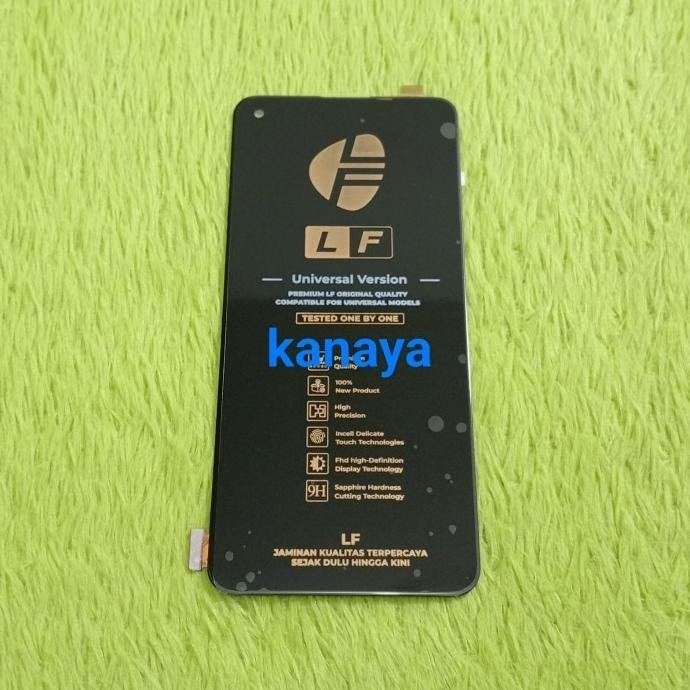 LF
Universal Version
PREMIUM LF ORIGINAL QUALITY
COMPATIBLE FOR UNIVERSAL MODELS
TESTED ONE BY ONE
kanaya
Premium
Quality
100%
New Product
High
Precision
Incell Delicate
Touch Technologies
Fhd high-Definition
Display Technology
9H
Sapphire Hardness
Cutting Technology
LF
JAMINAN KUALITAS TERPERCAYA
SEJAK DULU HINGGA KINI